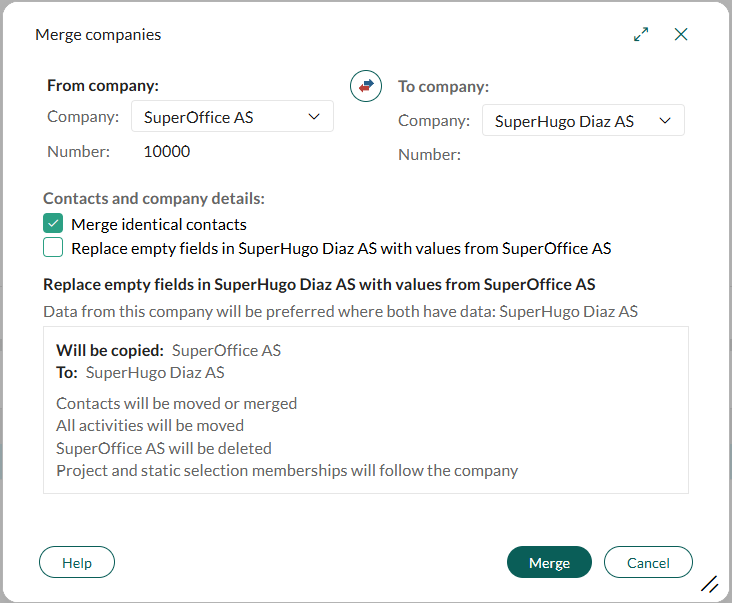 Merge companies
From company:
Company: SuperOffice AS
Number: 10000
To company:
Company: SuperHugo Diaz AS
Number:
Contacts and company details:
Merge identical contacts
Replace empty fields in SuperHugo Diaz AS with values from SuperOffice AS
Replace empty fields in SuperHugo Diaz AS with values from SuperOffice AS
Data from this company will be preferred where both have data: SuperHugo Diaz AS
Will be copied: SuperOffice AS
To: SuperHugo Diaz AS
Contacts will be moved or merged
All activities will be moved
SuperOffice AS will be deleted
Project and static selection memberships will follow the company
Help
Merge
Cancel